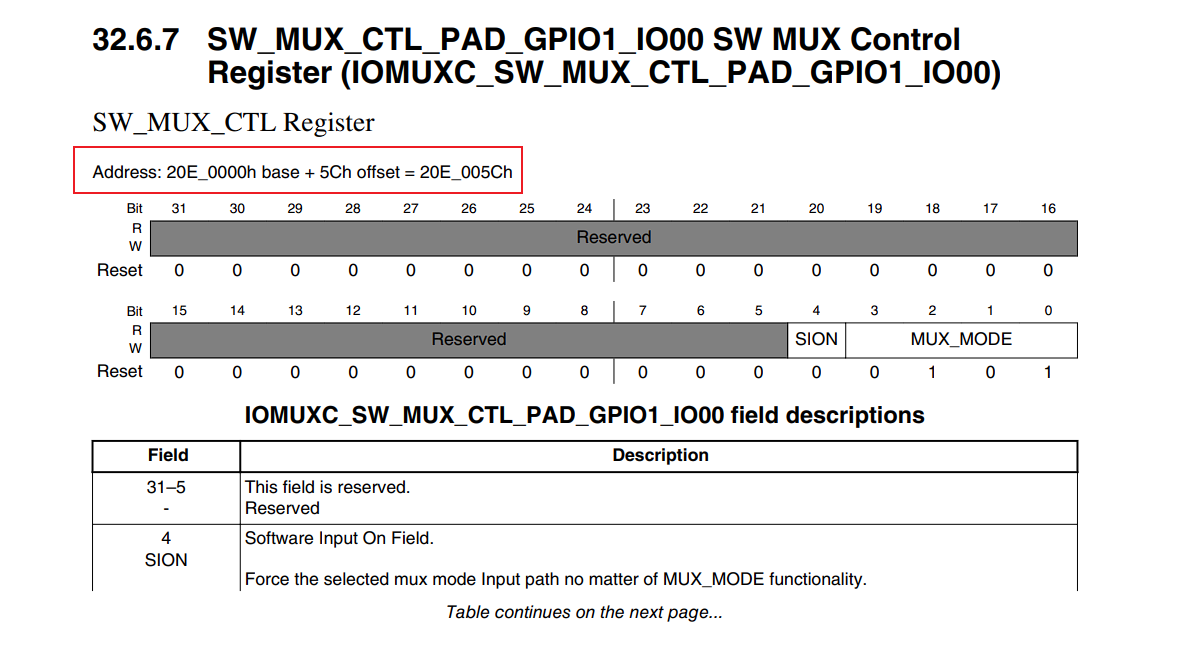 32.6.7 SW_MUX_CTL_PAD_GPIO1_IO00 SW MUX Control
Register (IOMUXC_SW_MUX_CTL_PAD_GPIO1_IO00)
SW_MUX_CTL Register
Address: 20E_0000h base + 5Ch offset = 20E_005Ch
Bit 31 30 29 28 27 26 25 24 23 22 21 20 19 18 17 16
R
Reserved
W
Reset 0 0 0 0 0 0 0 0 0 0 0 0 0 0 0 0
Bit 15 14 13 12 11 10 9 8 7 6 5 4 3 2 1 0
R
Reserved SION MUX_MODE
W
Reset 0 0 0 0 0 0 0 0 0 0 0 0 0 1 0 1
IOMUXC_SW_MUX_CTL_PAD_GPIO1_IO00 field descriptions
Field Description
31–5 This field is reserved.
- Reserved
4 Software Input On Field.
SION
Force the selected mux mode Input path no matter of MUX_MODE functionality.
Table continues on the next page...